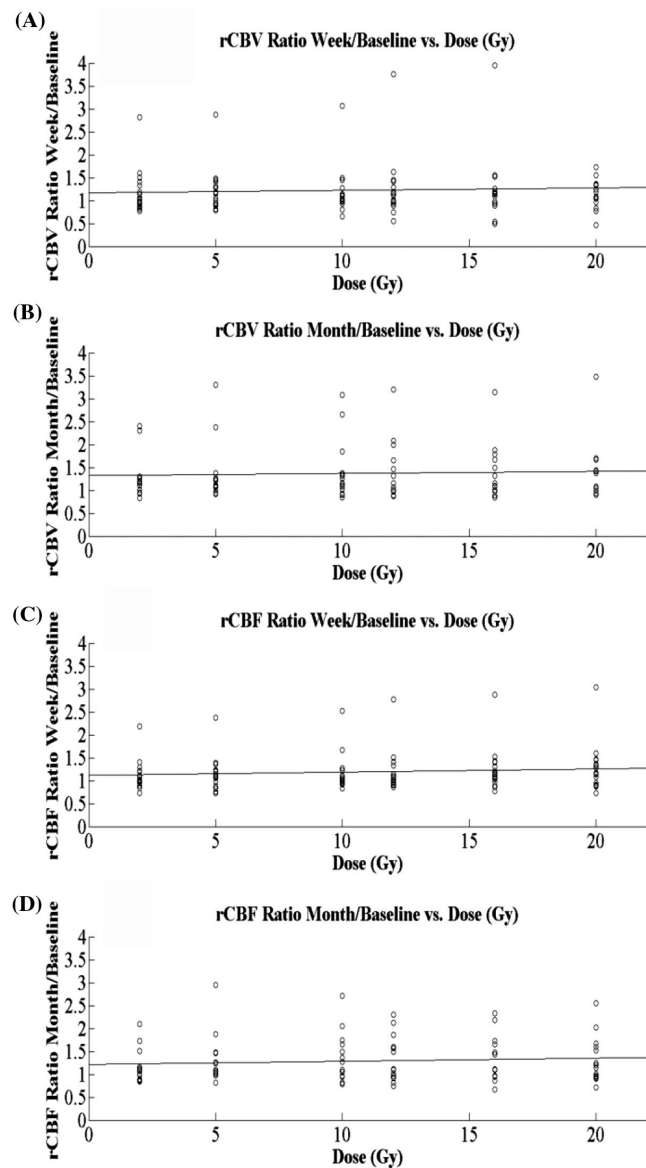 (A)
rCBV Ratio Week/Baseline vs. Dose (Gy)
rCBV Ratio Week/Baseline
4
3.5
3
2.5
2
1.5
1
0.5
0
0 5 10 15 20
Dose (Gy)
(B)
rCBV Ratio Month/Baseline vs. Dose (Gy)
rCBV Ratio Month/Baseline
4
3.5
3
2.5
2
1.5
1
0.5
0
0 5 10 15 20
Dose (Gy)
(C)
rCBF Ratio Week/Baseline vs. Dose (Gy)
rCBF Ratio Week/Baseline
4
3.5
3
2.5
2
1.5
1
0.5
0
0 5 10 15 20
Dose (Gy)
(D)
rCBF Ratio Month/Baseline vs. Dose (Gy)
rCBF Ratio Month/Baseline
4
3.5
3
2.5
2
1.5
1
0.5
0
0 5 10 15 20
Dose (Gy)